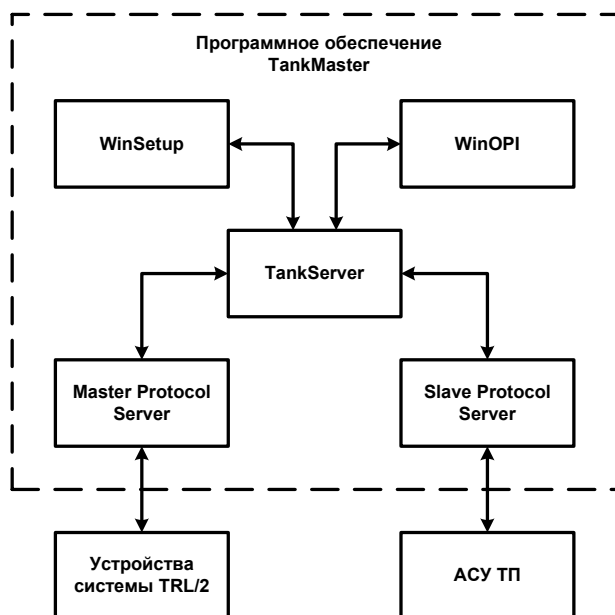 Программное обеспечение
TankMaster
WinSetup
WinOPI
TankServer
Master Protocol
Server
Slave Protocol
Server
Устройства
системы TRL/2
АСУ ТП